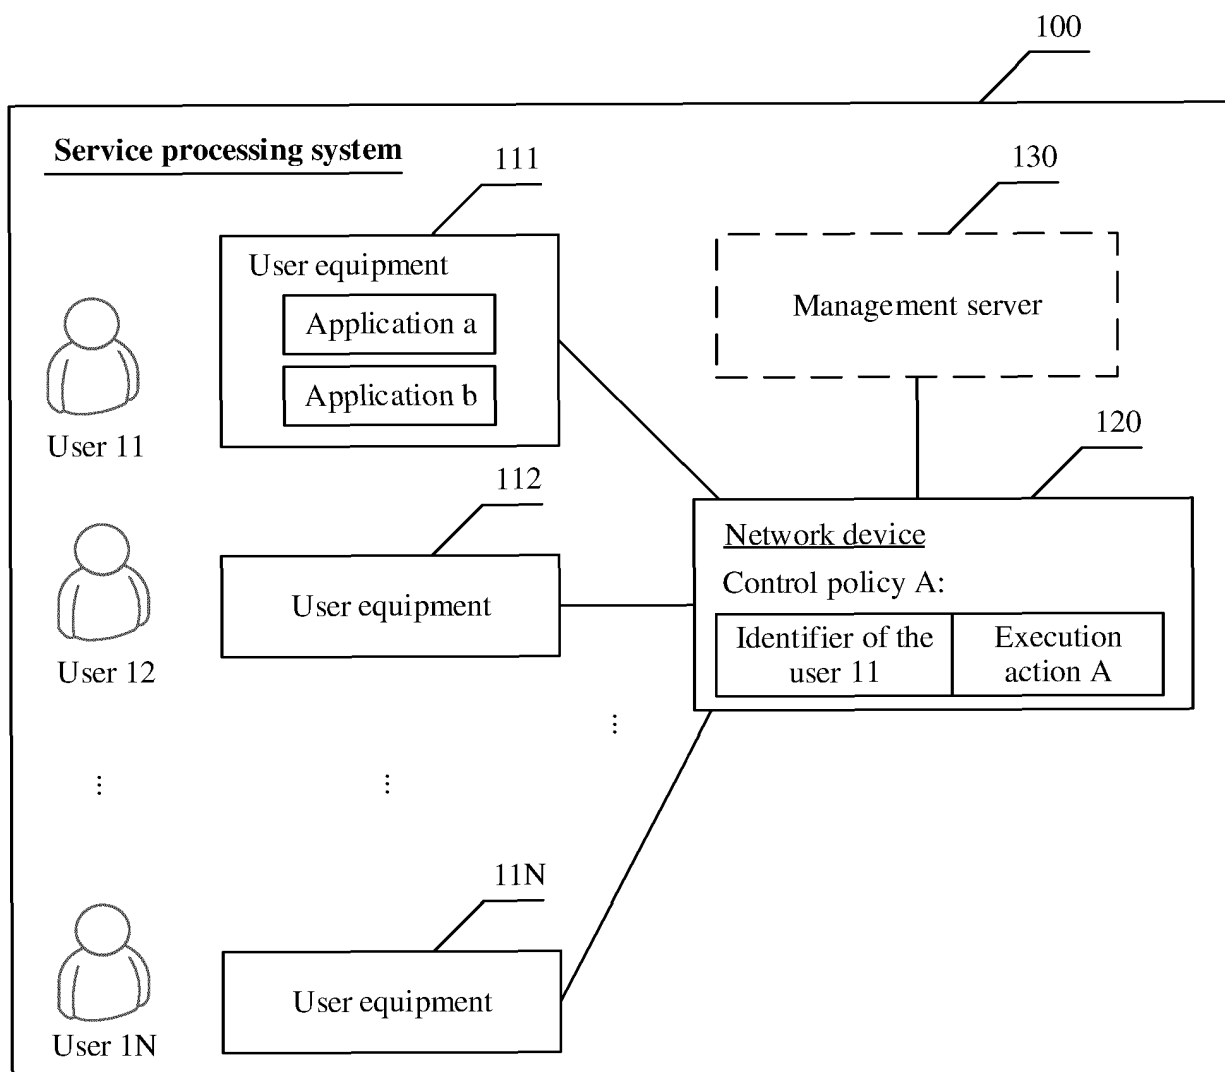 100
Service processing system
111
130
User equipment
Application a
Application b
Management server
User 11
120
112
Network device
Control policy A:
Identifier of the
user 11
Execution
action A
User equipment
User 12
...
...
...
11N
User equipment
User 1N